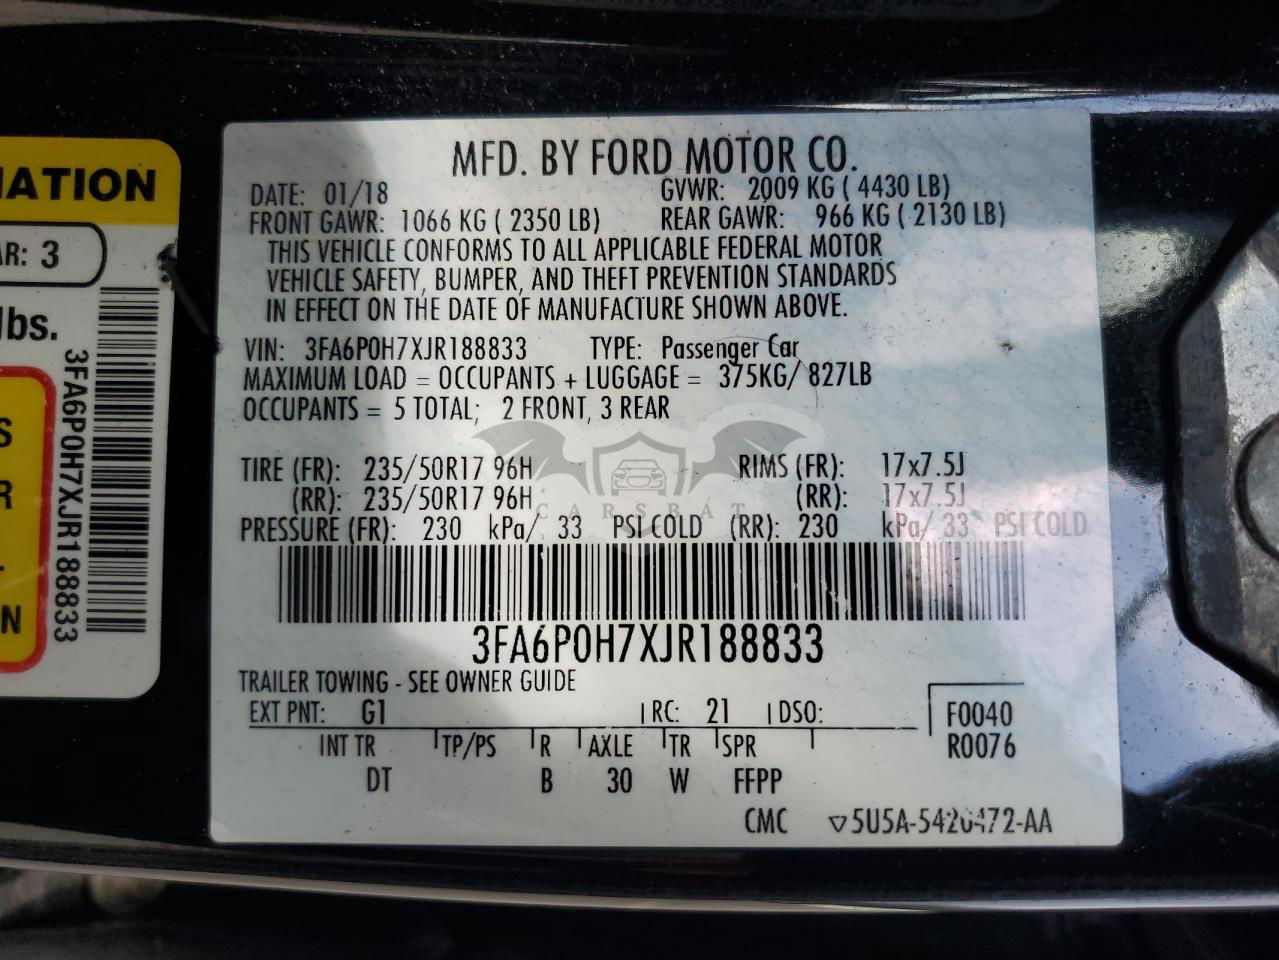 MFD. BY FORD MOTOR CO.
DATE: 01/18 GVWR: 2009 KG ( 4430 LB)
FRONT GAWR: 1066 KG ( 2350 LB) REAR GAWR: 966 KG ( 2130 LB)
THIS VEHICLE CONFORMS TO ALL APPLICABLE FEDERAL MOTOR
VEHICLE SAFETY, BUMPER, AND THEFT PREVENTION STANDARDS
IN EFFECT ON THE DATE OF MANUFACTURE SHOWN ABOVE.
VIN: 3FA6P0H7XJR188833 TYPE: Passenger Car
MAXIMUM LOAD = OCCUPANTS + LUGGAGE = 375KG/ 827LB
OCCUPANTS = 5 TOTAL; 2 FRONT, 3 REAR
TIRE (FR): 235/50R17 96H RIMS (FR): 17x7.5J
(RR): 235/50R17 96H (RR): 17x7.5J
CARSBAT
PRESSURE (FR): 230 kPa/ 33 PSI COLD (RR): 230 kPa/ 33 PSI COLD
3FA6P0H7XJR188833
TRAILER TOWING - SEE OWNER GUIDE
EXT PNT: G1 RC: 21 DSO: F0040
INT TR TP/PS R AXLE TR SPR R0076
DT B 30 W FFPP
CMC ▽5U5A-5420472-AA
AR: 3
lbs.
3FA6P0H7XJR188833